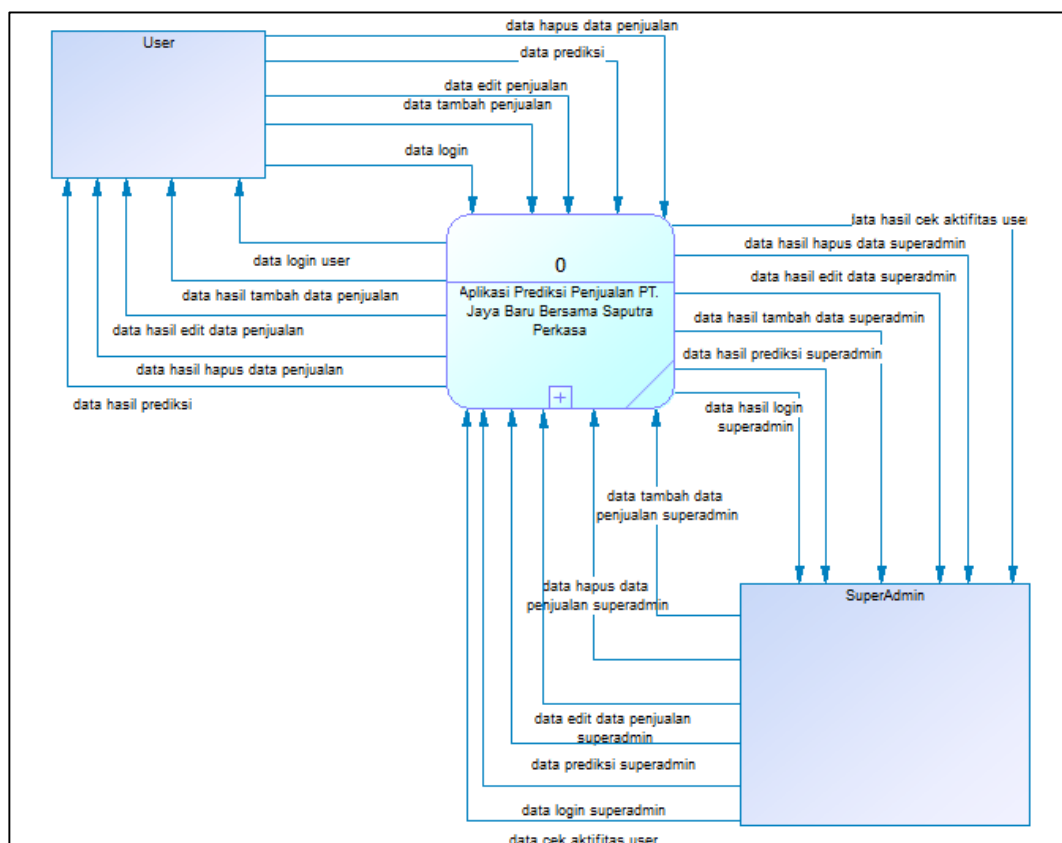 data hapus data penjualan
User
data prediksi
data edit penjualan
data tambah penjualan
data login
data hasil cek aktifitas user
data hasil hapus data superadmin
data login user
0
data hasil edit data superadmin
data hasil tambah data penjualan
Aplikasi Prediksi Penjualan PT.
Jaya Baru Bersama Saputra
Perkasa
data hasil tambah data superadmin
data hasil edit data penjualan
data hasil prediksi superadmin
data hasil hapus data penjualan
data hasil prediksi
data hasil login
superadmin
data tambah data
penjualan superadmin
data hapus data
penjualan superadmin
SuperAdmin
data edit data penjualan
superadmin
data prediksi superadmin
data login superadmin
data cek aktifitas user